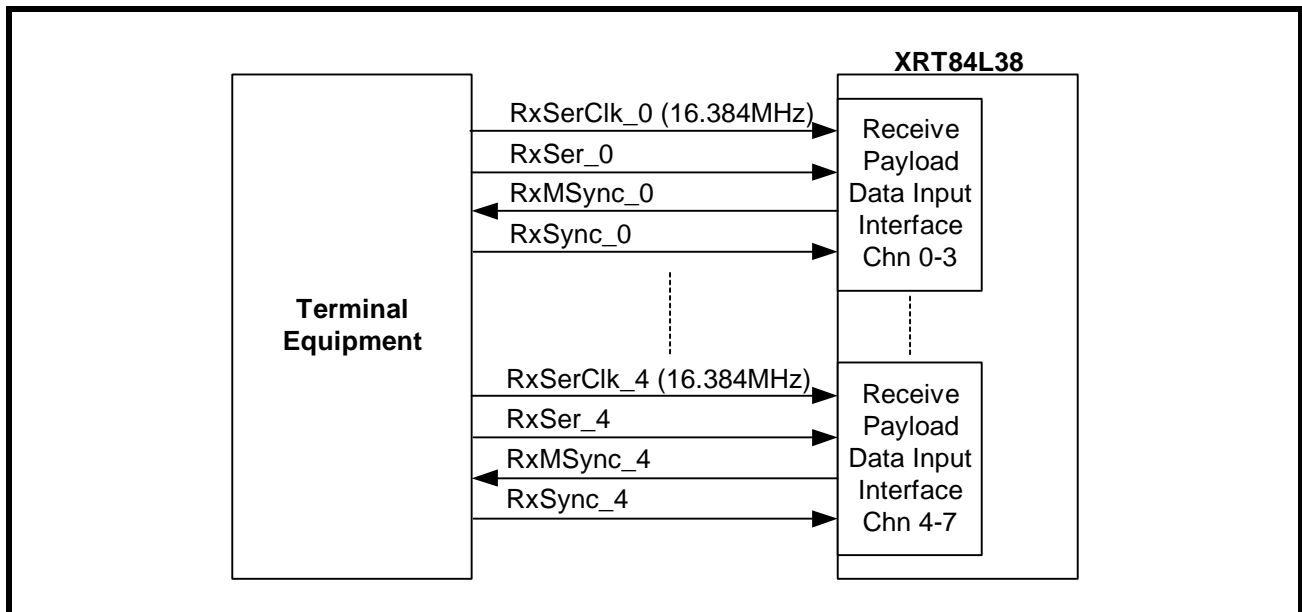 XRT84L38
Terminal
Equipment
RxSerClk_0 (16.384MHz)
RxSer_0
RxMSync_0
RxSync_0
Receive
Payload
Data Input
Interface
Chn 0-3
RxSerClk_4 (16.384MHz)
RxSer_4
RxMSync_4
RxSync_4
Receive
Payload
Data Input
Interface
Chn 4-7